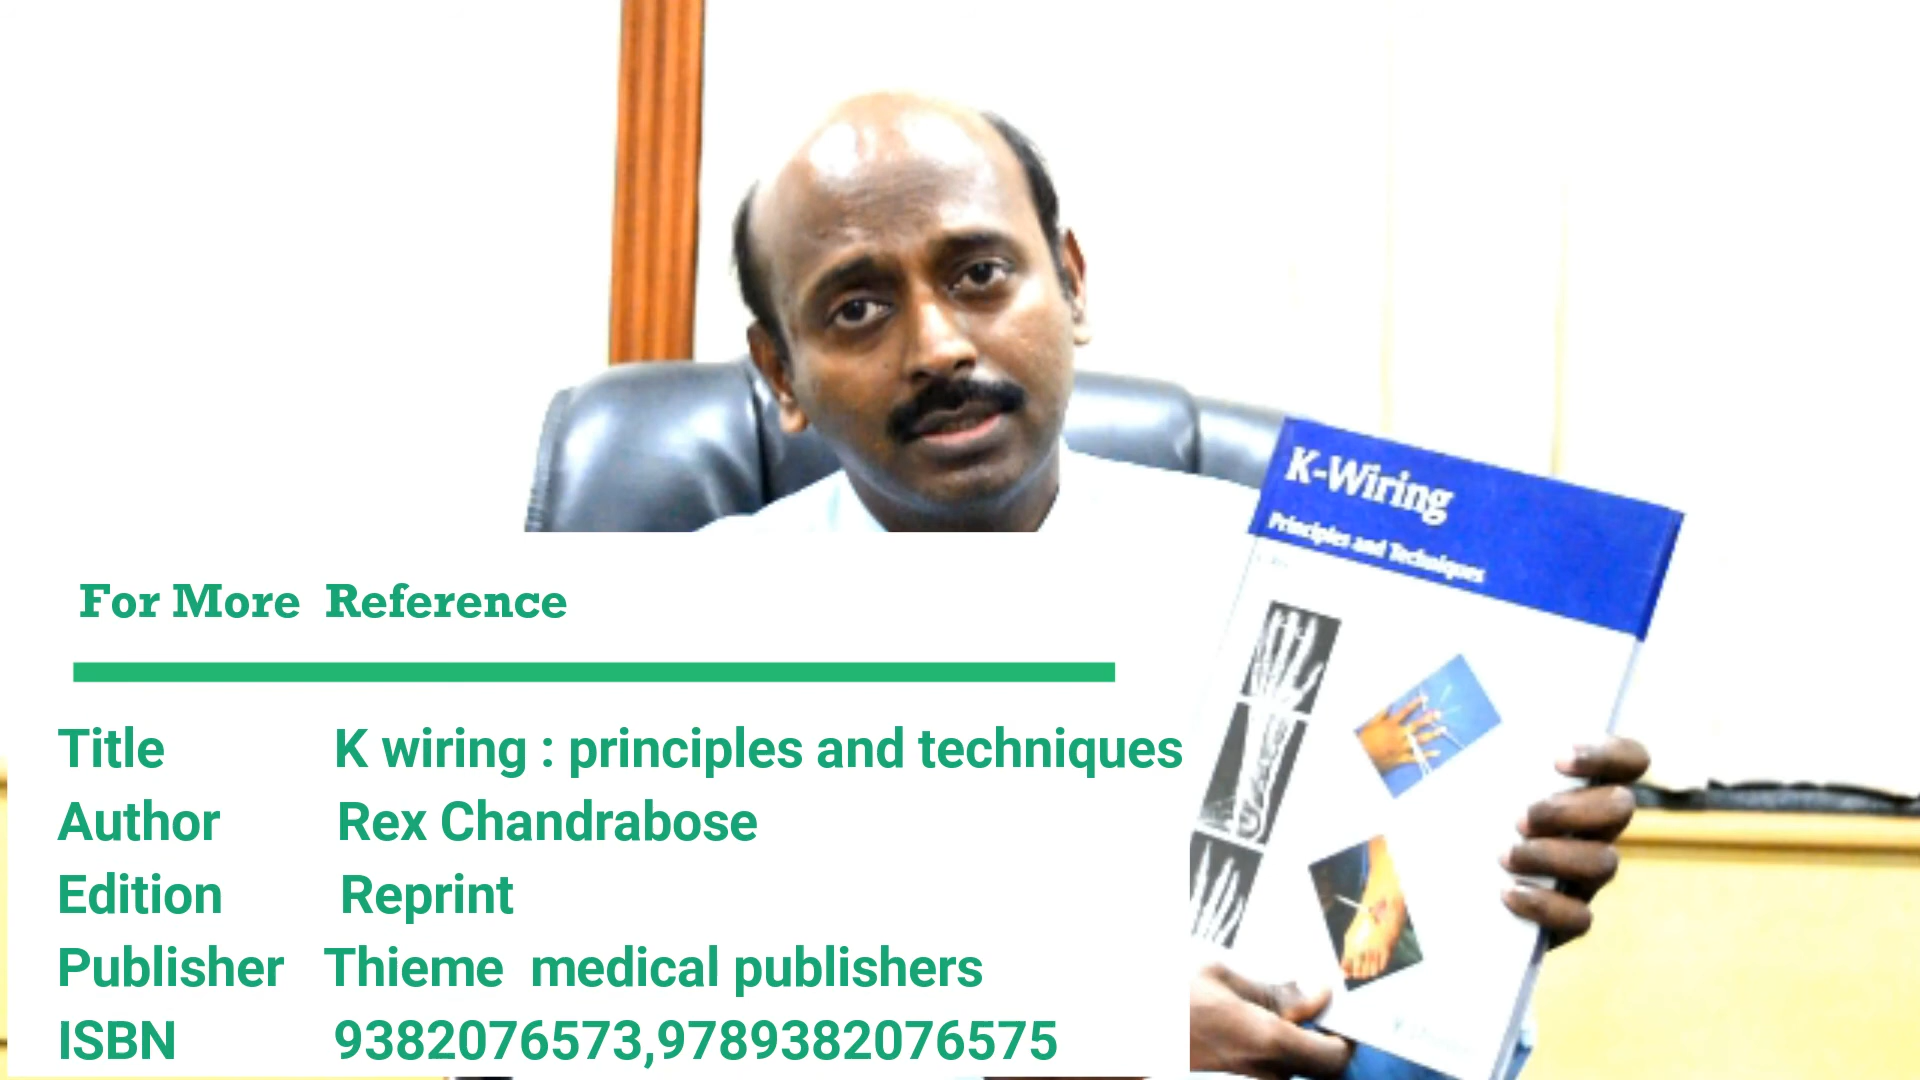 K-Wiring
Principles and Techniques
For More Reference
Title K wiring : principles and techniques
Author Rex Chandrabose
Edition Reprint
Publisher Thieme medical publishers
ISBN 9382076573,9789382076575